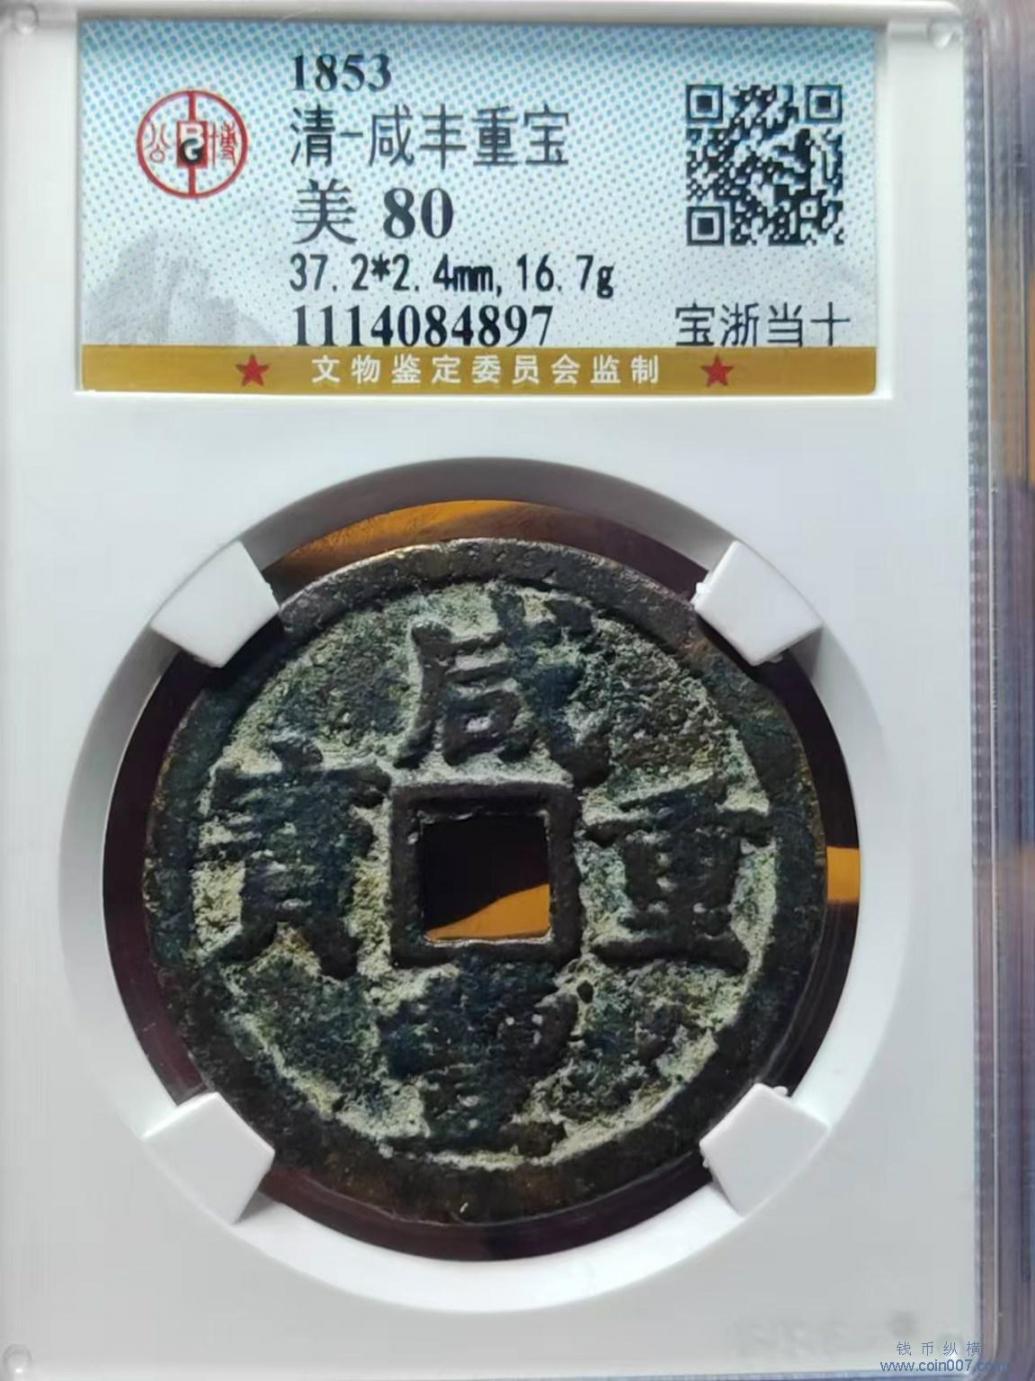 1853
公 BG 博
清-咸丰重宝
美 80
37.2*2.4mm,16.7g
1114084897
宝浙当十
★ 文物鉴定委员会监制 ★
咸
寳 重
豐
钱币纵横
www.coin007.com